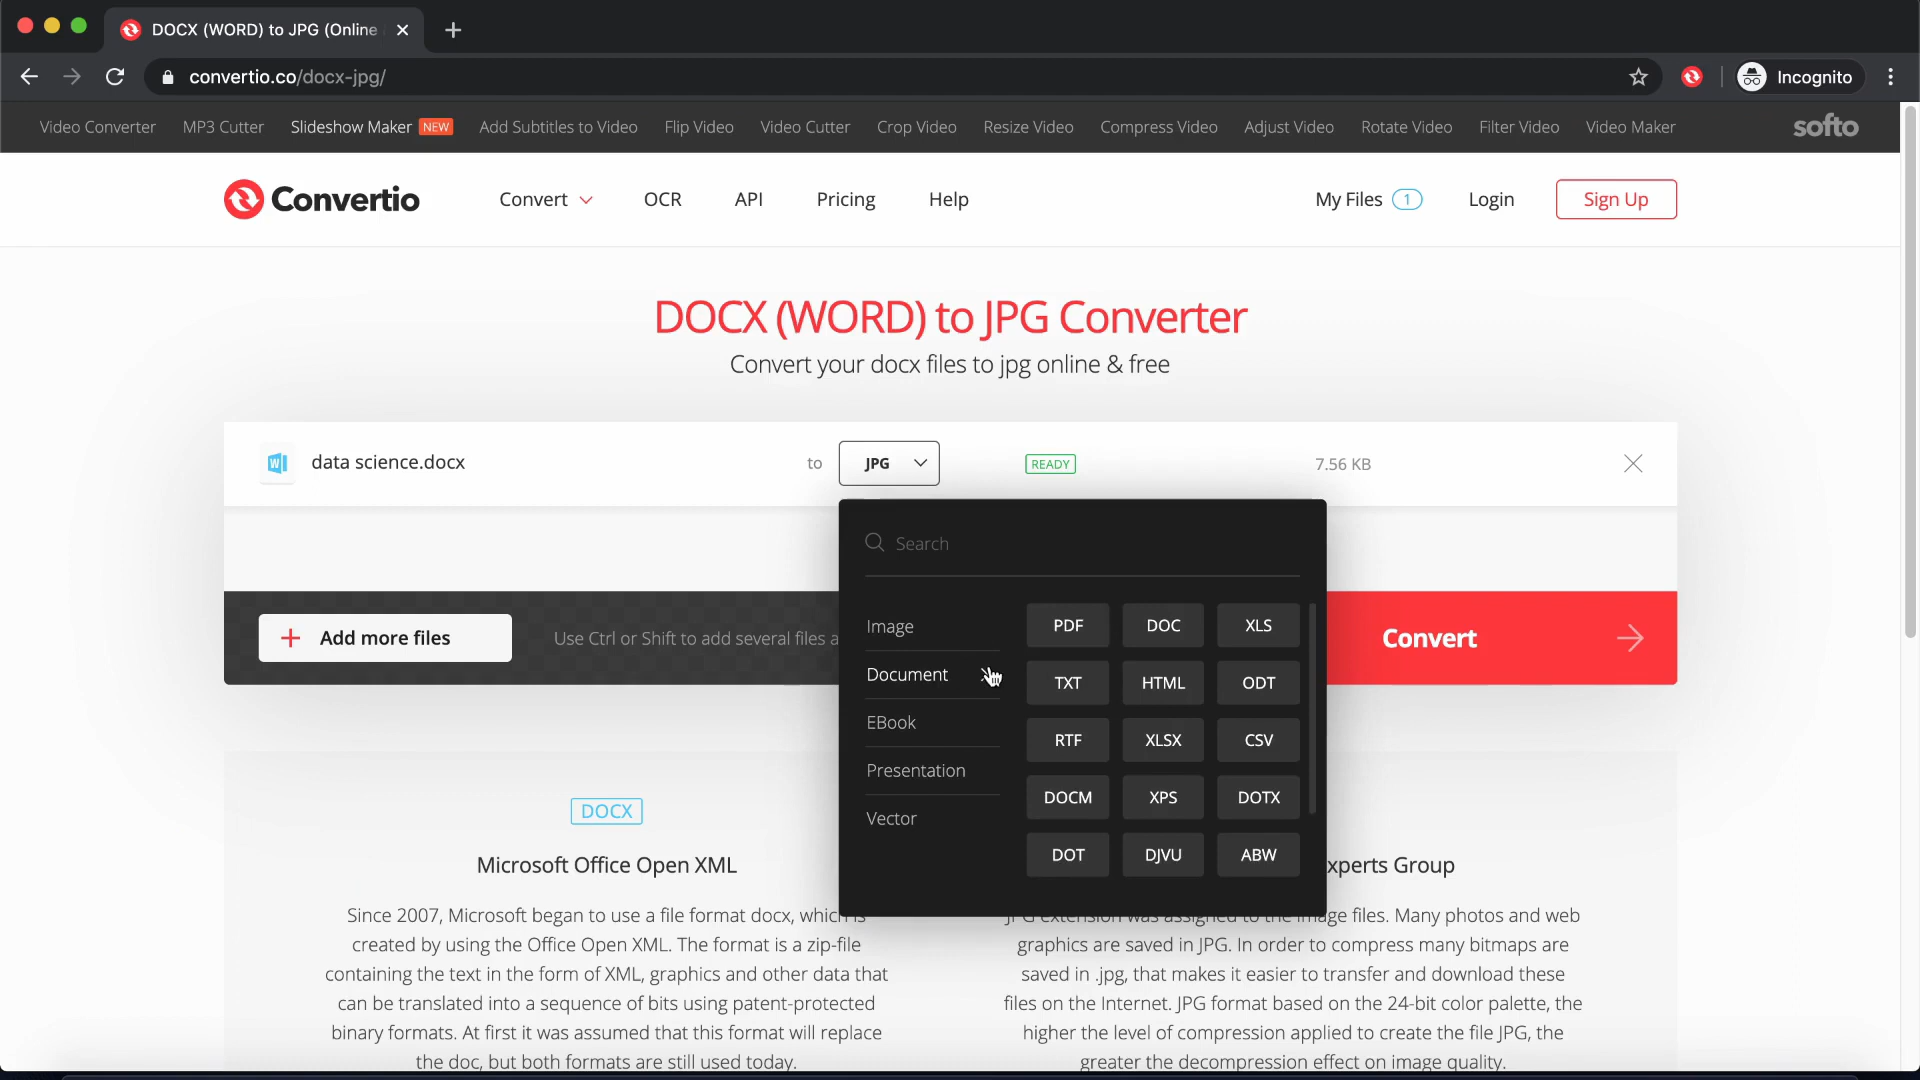 DOCX (WORD) to JPG (Online
convertio.co/docx-jpg/
Incognito
Video Converter MP3 Cutter Slideshow Maker NEW Add Subtitles to Video Flip Video Video Cutter Crop Video Resize Video Compress Video Adjust Video Rotate Video Filter Video Video Maker softo
Convertio Convert OCR API Pricing Help My Files 1 Login Sign Up
DOCX (WORD) to JPG Converter
Convert your docx files to jpg online & free
data science.docx to JPG READY 7.56 KB
Search
Add more files Use Ctrl or Shift to add several files a
Convert
Image
Document
EBook
Presentation
Vector
PDF DOC XLS
TXT HTML ODT
RTF XLSX CSV
DOCM XPS DOTX
DOT DJVU ABW
DOCX
Microsoft Office Open XML
Since 2007, Microsoft began to use a file format docx, which is
created by using the Office Open XML. The format is a zip-file
containing the text in the form of XML, graphics and other data that
can be translated into a sequence of bits using patent-protected
binary formats. At first it was assumed that this format will replace
the doc, but both formats are still used today.
xperts Group
JPG extension was assigned to the image files. Many photos and web
graphics are saved in JPG. In order to compress many bitmaps are
saved in .jpg, that makes it easier to transfer and download these
files on the Internet. JPG format based on the 24-bit color palette, the
higher the level of compression applied to create the file JPG, the
greater the decompression effect on image quality.